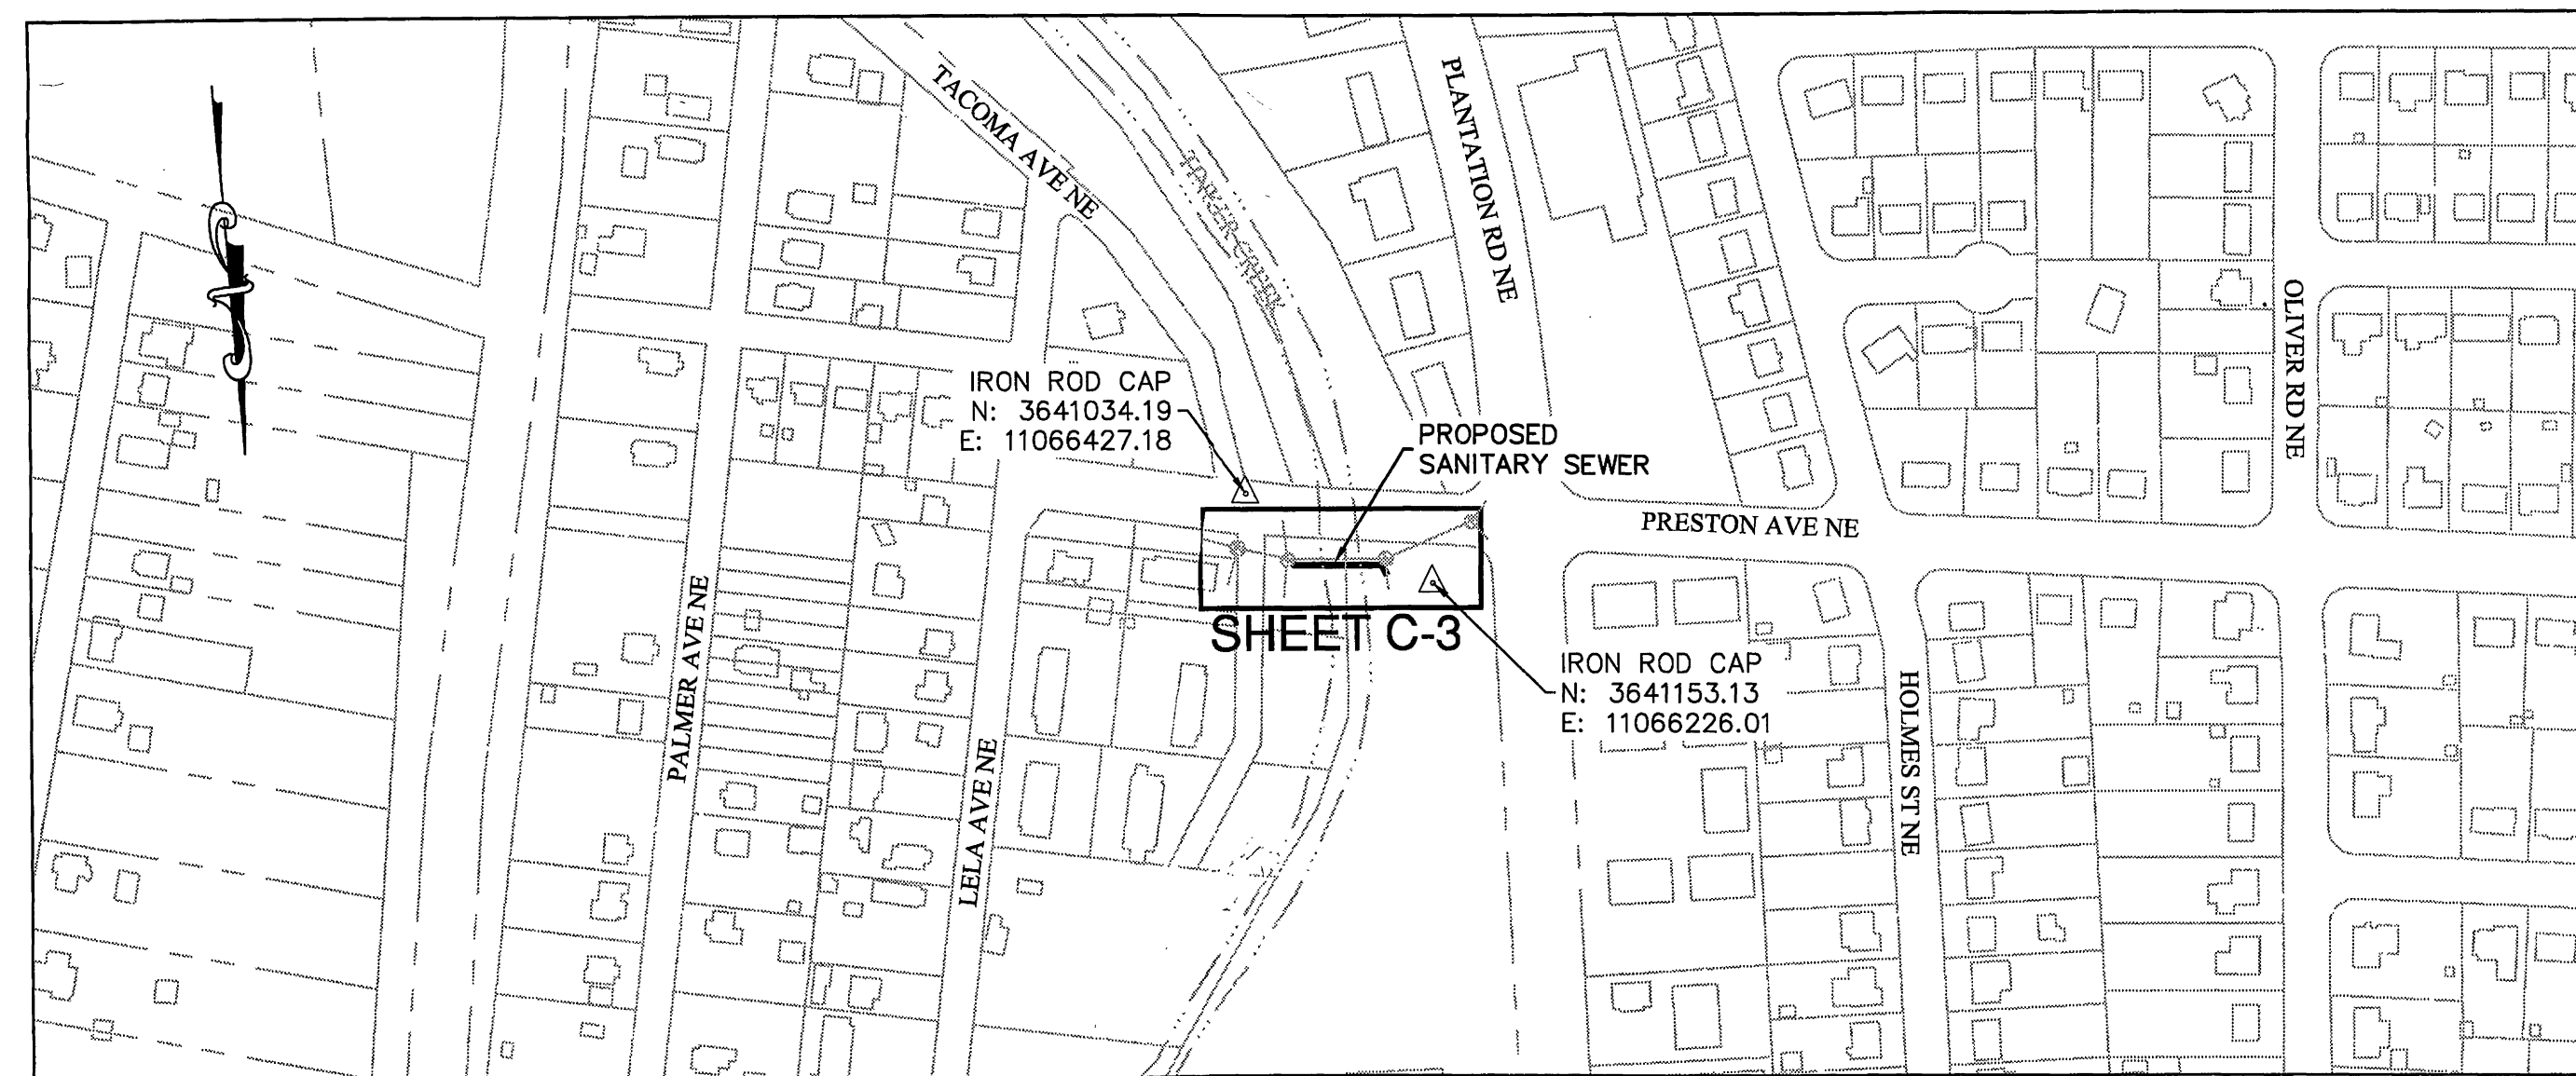 TACOMA AVE NE
TINKER CREEK
PLANTATION RD NE
OLIVER RD NE
IRON ROD CAP
N: 3641034.19
E: 11066427.18
PROPOSED
SANITARY SEWER
PRESTON AVE NE
SHEET C-3
PALMER AVE NE
LELA AVE NE
IRON ROD CAP
N: 3641153.13
E: 11066226.01
HOLMES ST NE